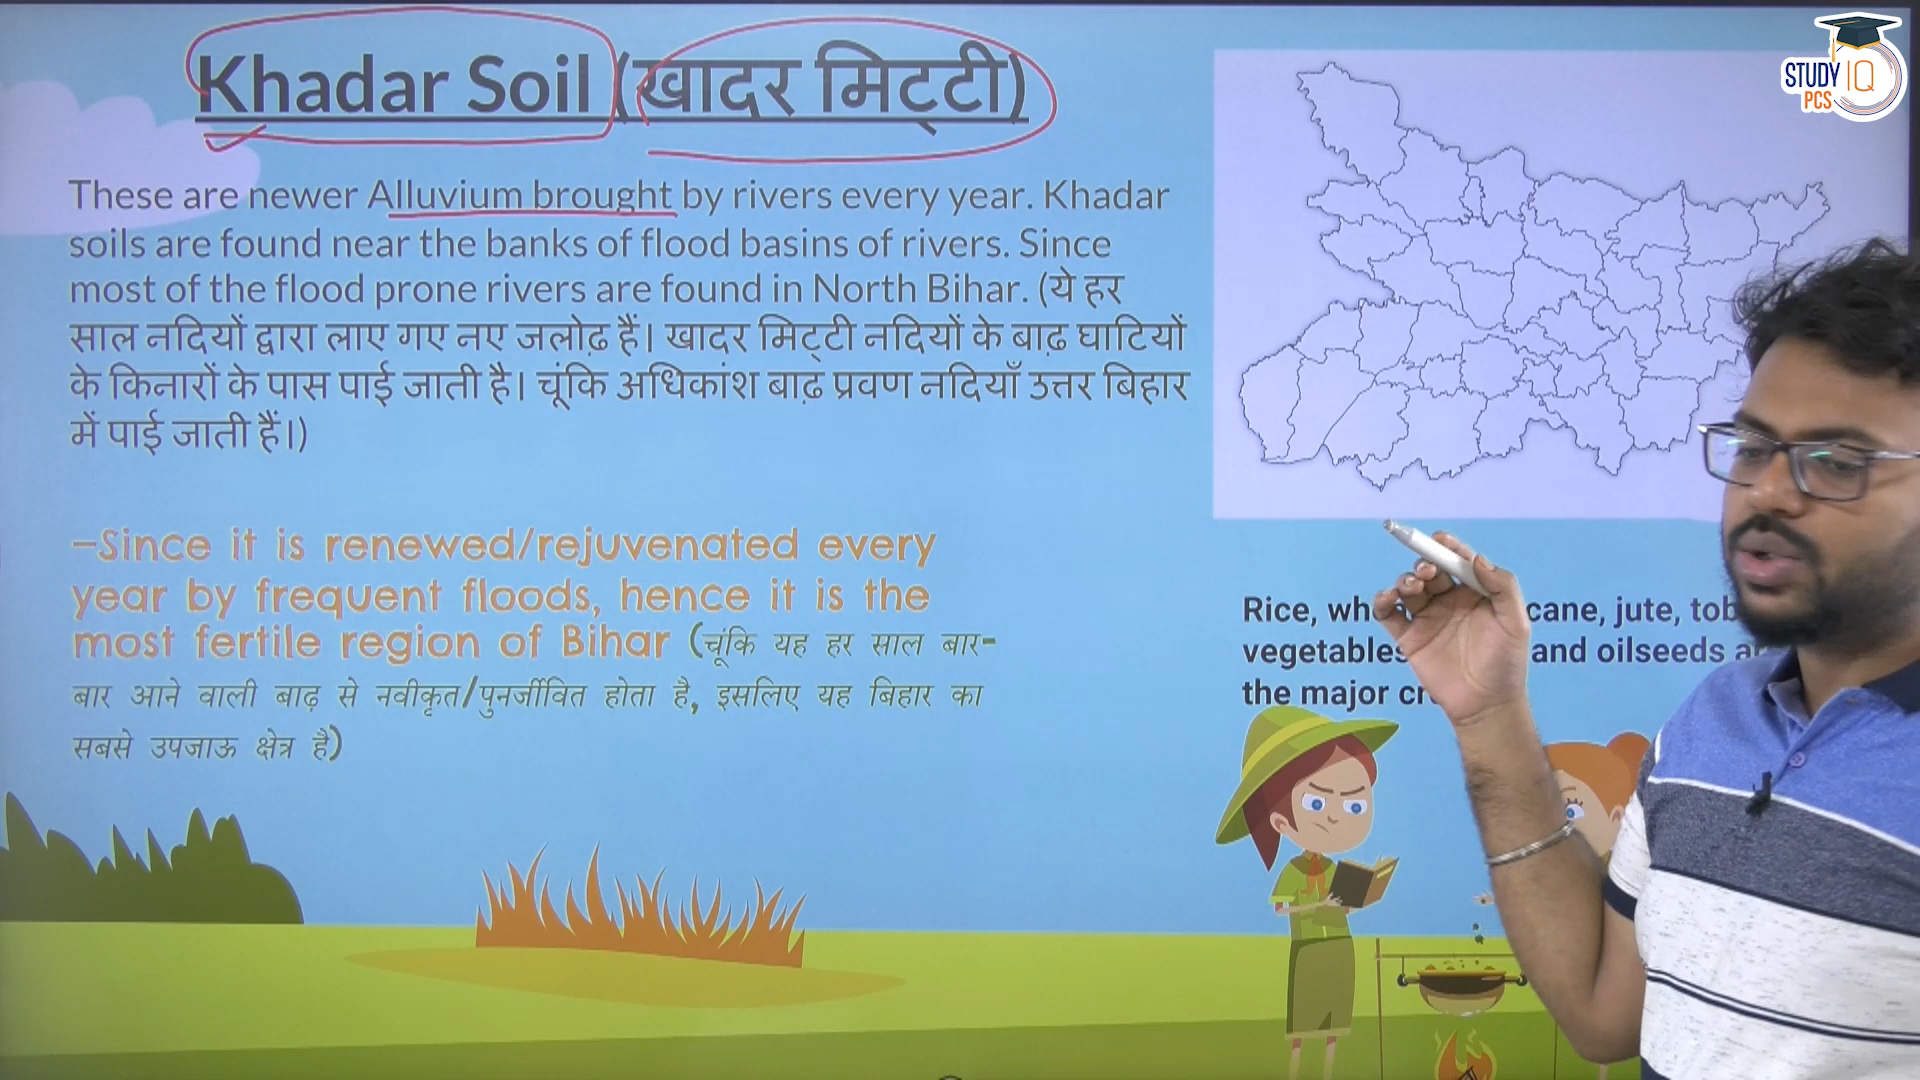 Khadar Soil (खादर मिट्टी)
STUDY IQ
PCS
These are newer Alluvium brought by rivers every year. Khadar
soils are found near the banks of flood basins of rivers. Since
most of the flood prone rivers are found in North Bihar. (ये हर
साल नदियों द्वारा लाए गए नए जलोढ़ हैं। खादर मिट्टी नदियों के बाढ़ घाटियों
के किनारों के पास पाई जाती है। चूंकि अधिकांश बाढ़ प्रवण नदियाँ उत्तर बिहार
में पाई जाती हैं।)
–Since it is renewed/rejuvenated every
year by frequent floods, hence it is the
most fertile region of Bihar (चूंकि यह हर साल बार-
बार आने वाली बाढ़ से नवीकृत/पुनर्जीवित होता है, इसलिए यह बिहार का
सबसे उपजाऊ क्षेत्र है)
Rice, cane, jute,
vegetables and oilseeds
the major